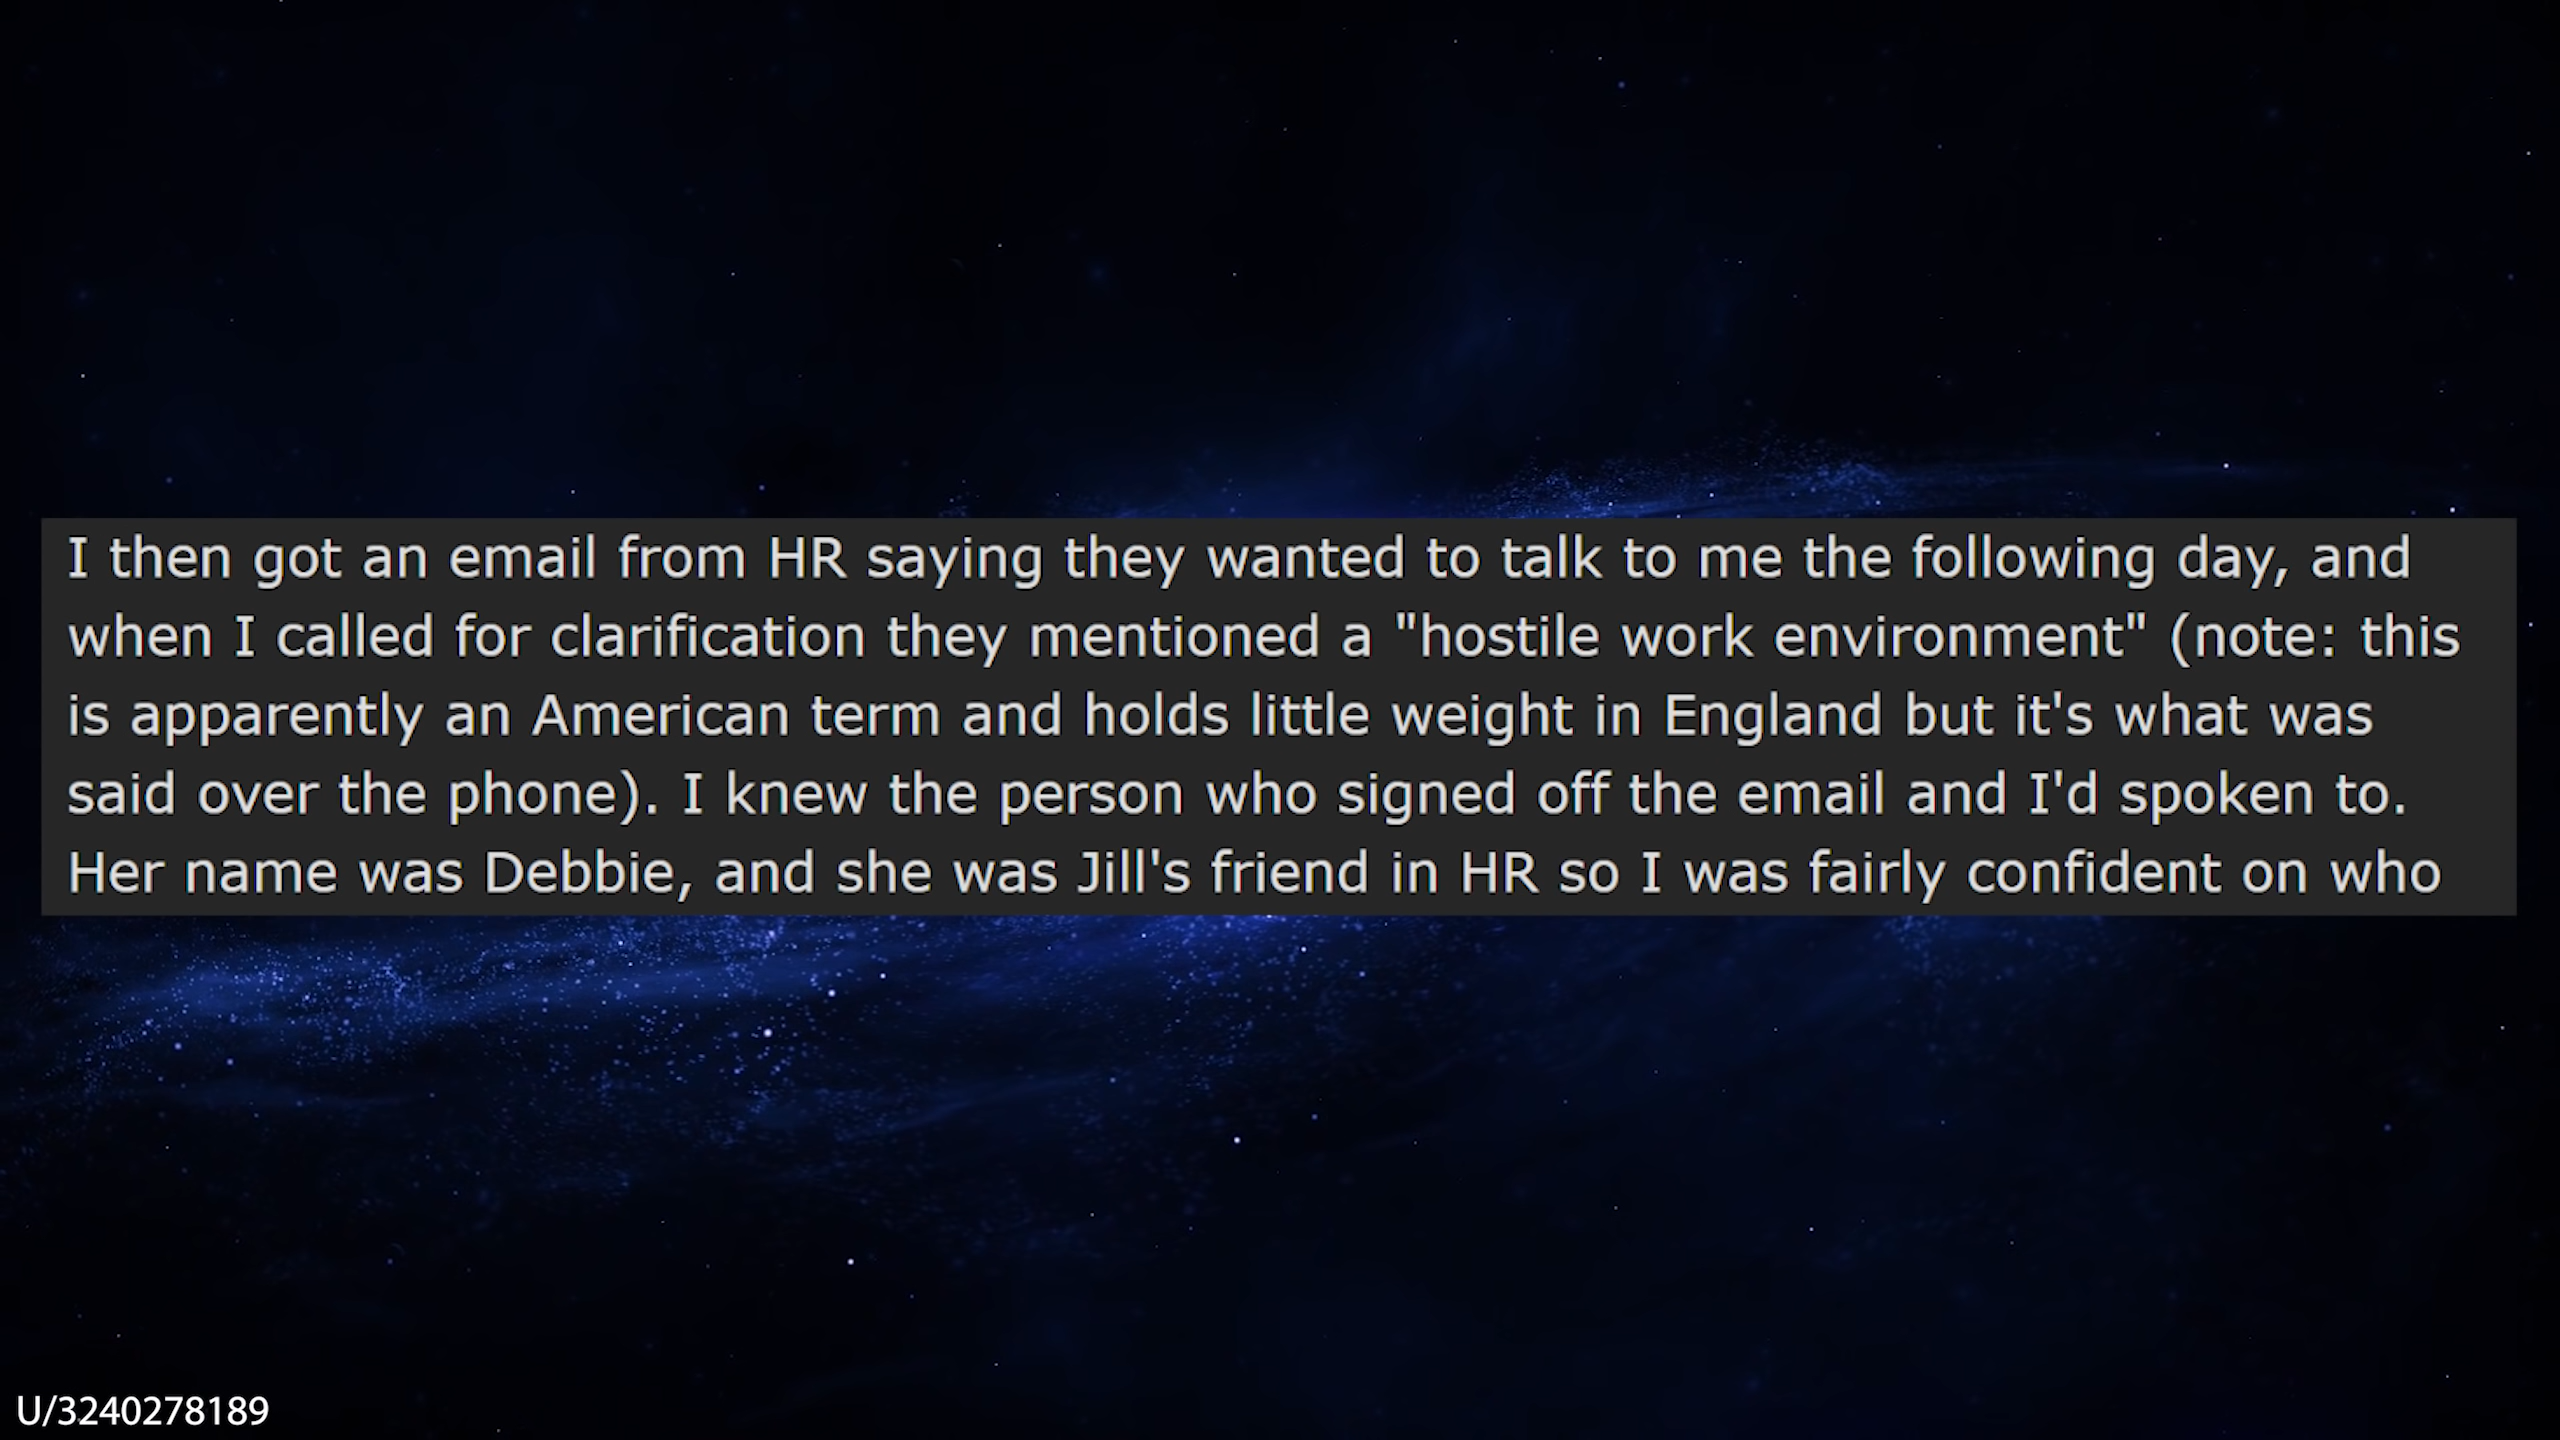 I then got an email from HR saying they wanted to talk to me the following day, and
when I called for clarification they mentioned a "hostile work environment" (note: this
is apparently an American term and holds little weight in England but it's what was
said over the phone). I knew the person who signed off the email and I'd spoken to.
Her name was Debbie, and she was Jill's friend in HR so I was fairly confident on who
U/3240278189